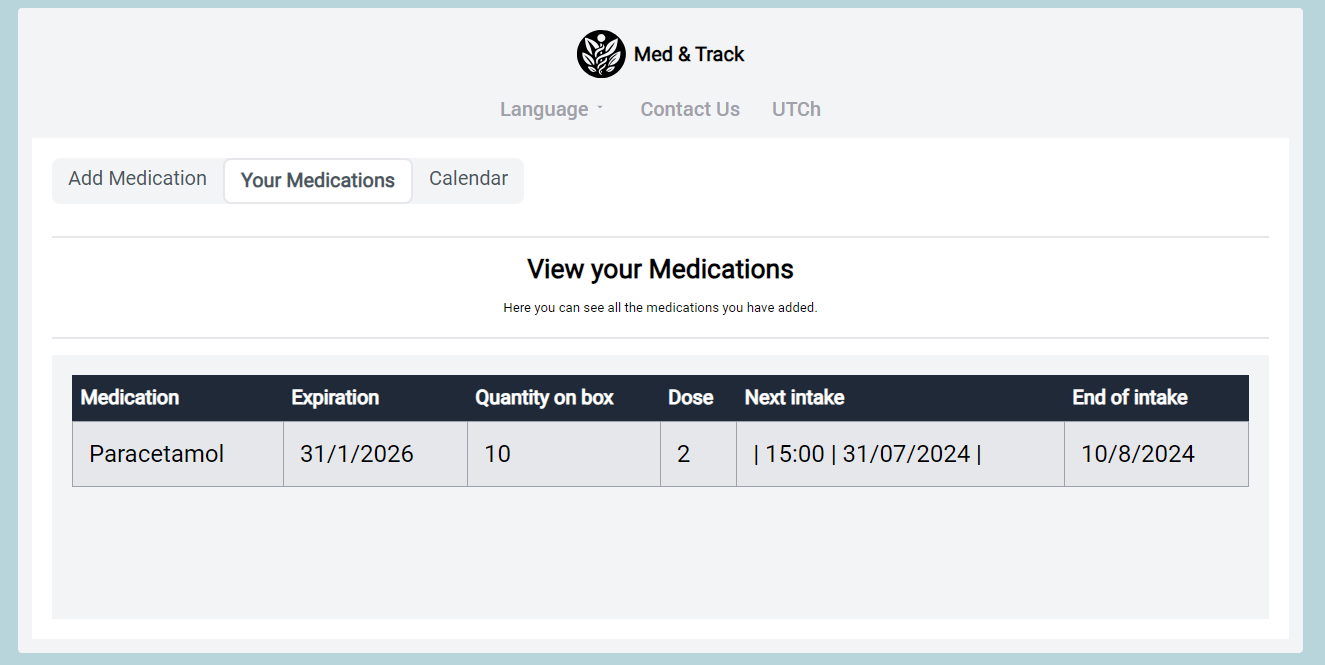 Med & Track
Language Contact Us UTCh
Add Medication Your Medications Calendar
View your Medications
Here you can see all the medications you have added.
Medication Expiration Quantity on box Dose Next intake End of intake
Paracetamol 31/1/2026 10 2 | 15:00 | 31/07/2024 | 10/8/2024